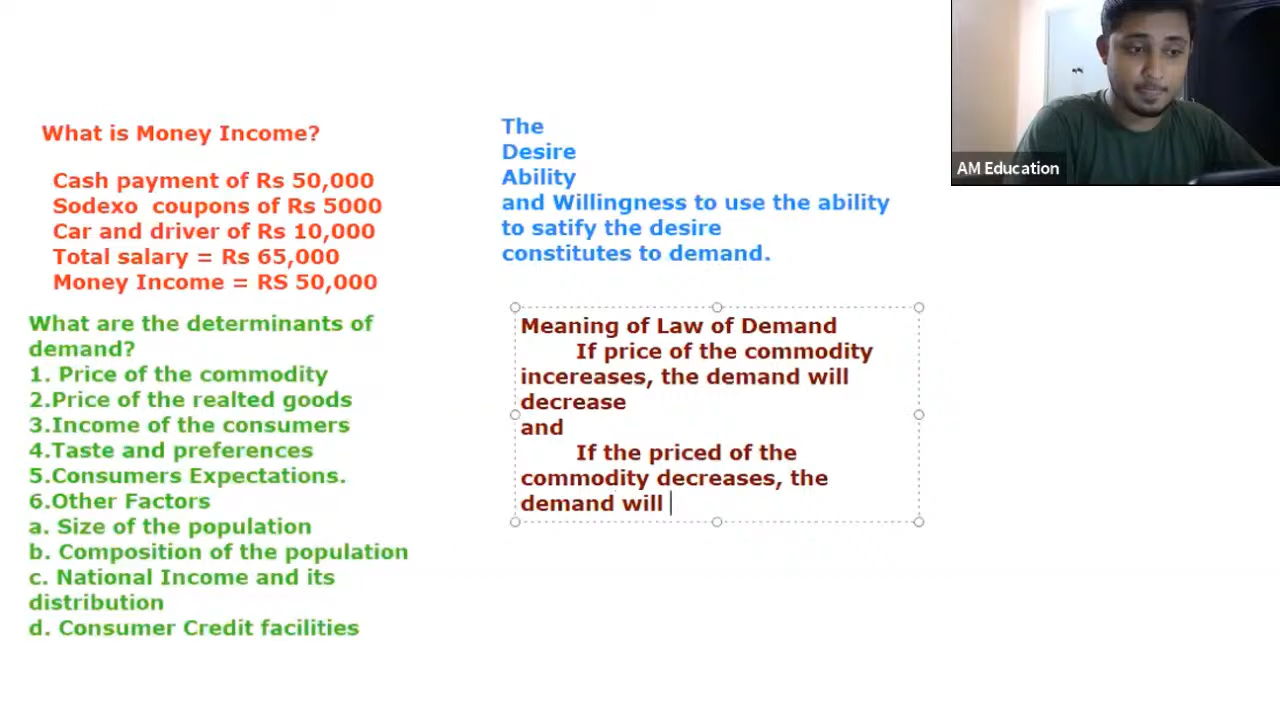 What is Money Income?
Cash payment of Rs 50,000
Sodexo coupons of Rs 5000
Car and driver of Rs 10,000
Total salary = Rs 65,000
Money Income = RS 50,000
What are the determinants of
demand?
1. Price of the commodity
2.Price of the realted goods
3.Income of the consumers
4.Taste and preferences
5.Consumers Expectations.
6.Other Factors
a. Size of the population
b. Composition of the population
c. National Income and its
distribution
d. Consumer Credit facilities
The
Desire
Ability
and Willingness to use the ability
to satify the desire
constitutes to demand.
Meaning of Law of Demand
If price of the commodity
incereases, the demand will
decrease
and
If the priced of the
commodity decreases, the
demand will
AM Education